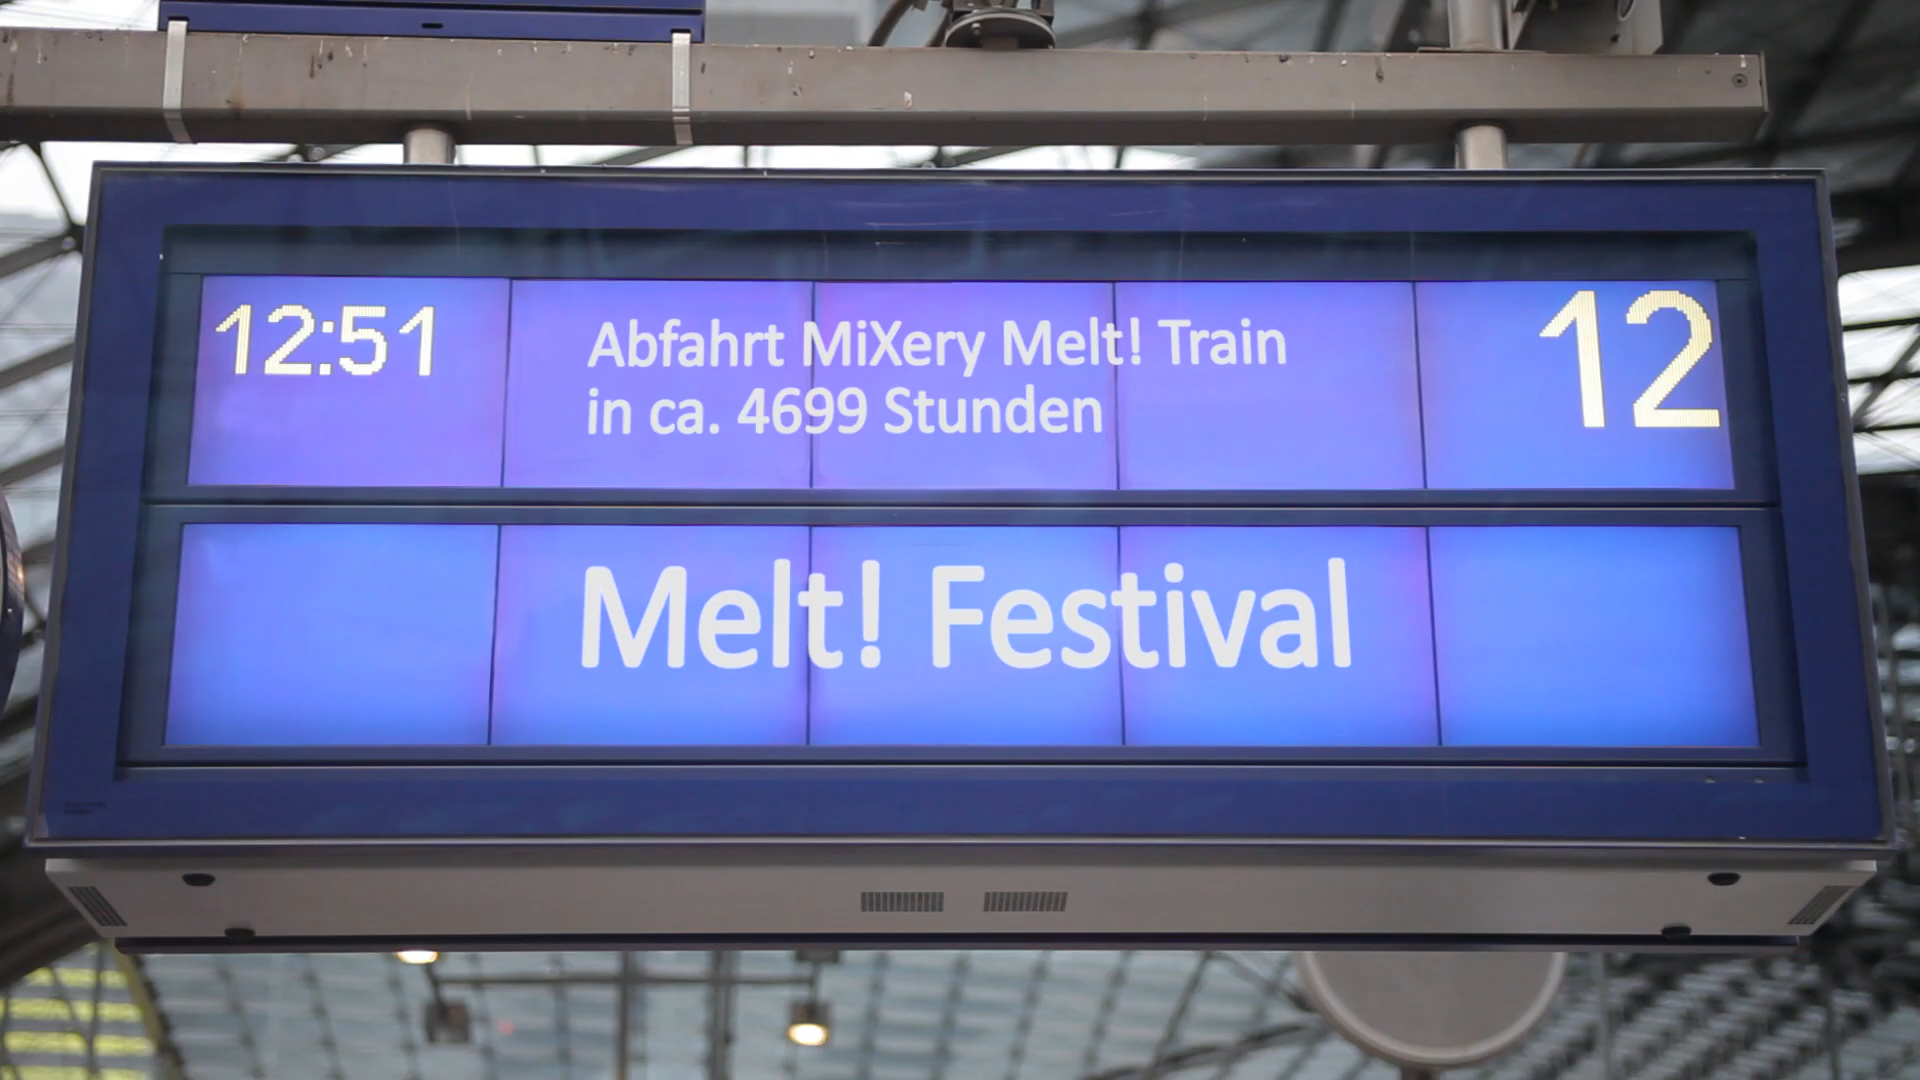 12:51
Abfahrt MiXery Melt! Train
in ca. 4699 Stunden
12
Melt! Festival